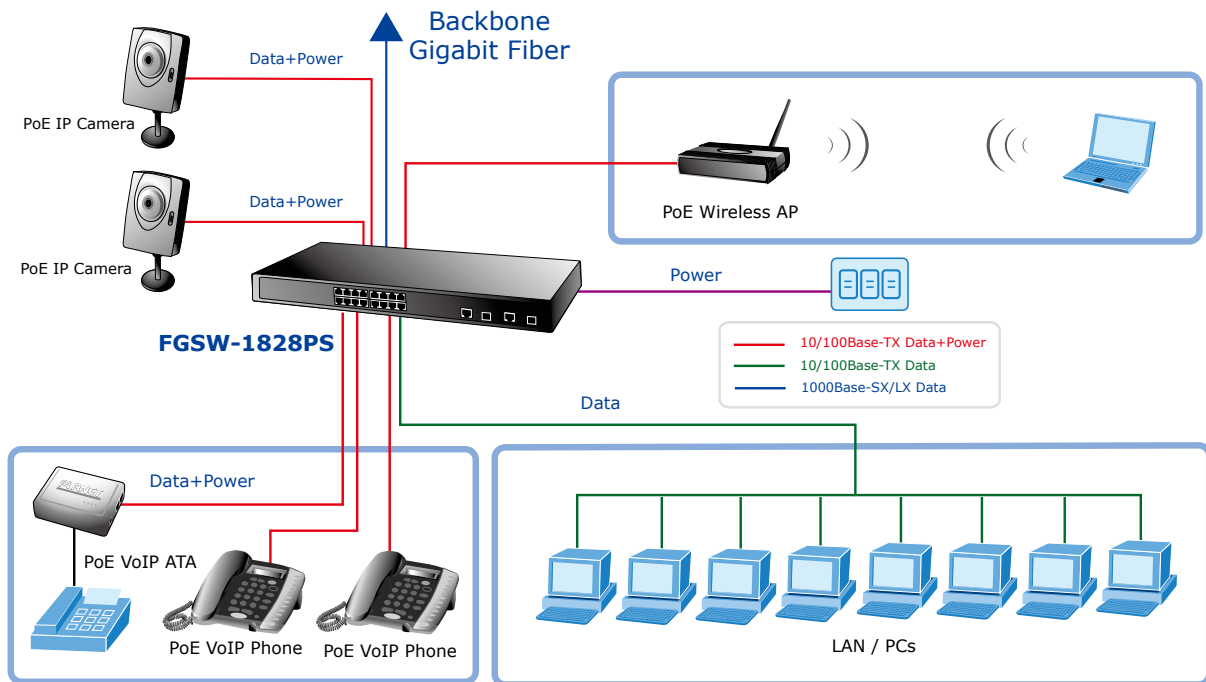 Backbone
Gigabit Fiber
Data+Power
PoE IP Camera
Data+Power
PoE IP Camera
PoE Wireless AP
Power
FGSW-1828PS
10/100Base-TX Data+Power
10/100Base-TX Data
1000Base-SX/LX Data
Data
Data+Power
PLANET
PoE VoIP ATA
PoE VoIP Phone
PoE VoIP Phone
LAN / PCs